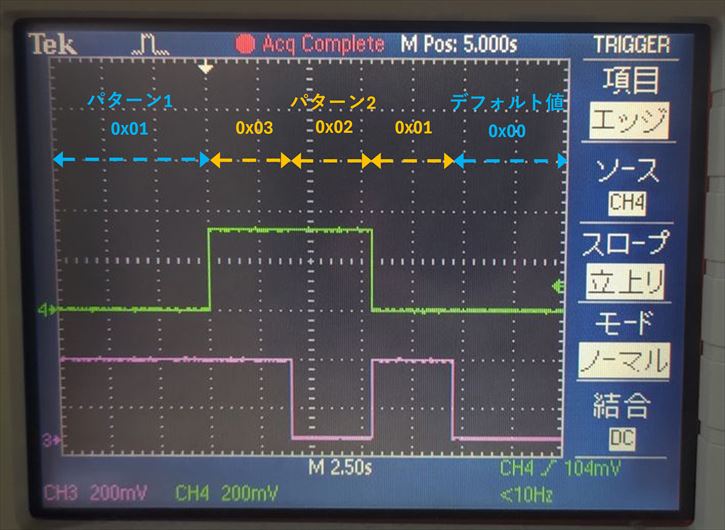 Tek Acq Complete M Pos: 5.000s TRIGGER
項目
エッジ
ソース
CH4
スロープ
立上り
モード
ノーマル
結合
DC
パターン1
0x01
パターン2
0x03 0x02 0x01
デフォルト値
0x00
4
3
M 2.50s
CH4 104mV
CH3 200mV CH4 200mV
<10Hz